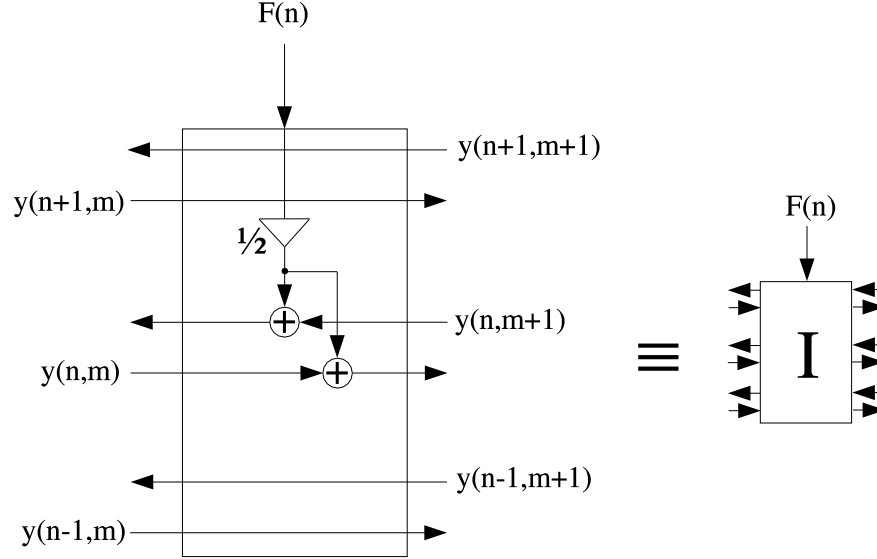 F(n)
y(n+1,m+1)
y(n+1,m)
F(n)
½
y(n,m+1)
I
y(n,m)
y(n-1,m+1)
y(n-1,m)